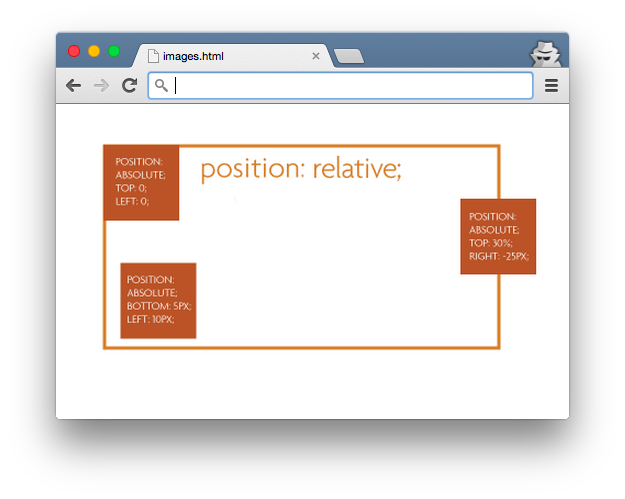 images.html
position: relative;
POSITION:
ABSOLUTE;
TOP: 0;
LEFT: 0;
POSITION:
ABSOLUTE;
TOP: 30%;
RIGHT: -25PX;
POSITION:
ABSOLUTE;
BOTTOM: 5PX;
LEFT: 10PX;